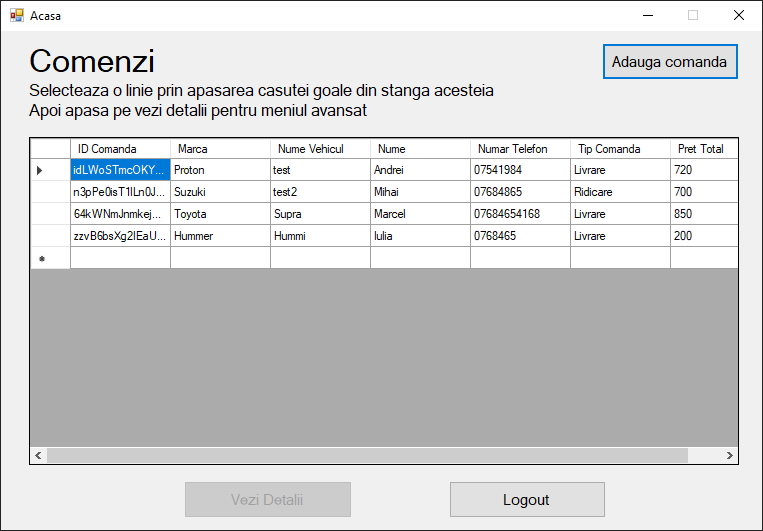 Acasa
Comenzi
Adauga comanda
Selecteaza o linie prin apasarea casutei goale din stanga acesteia
Apoi apasa pe vezi detalii pentru meniul avansat
ID Comanda Marca Nume Vehicul Nume Numar Telefon Tip Comanda Pret Total
idLWoSTmcOKY... Proton test Andrei 07541984 Livrare 720
n3pPe0isT1ILn0J... Suzuki test2 Mihai 07684865 Ridicare 700
64kWNmJnmkej... Toyota Supra Marcel 07684654168 Livrare 850
zzvB6bsXg2IEaU... Hummer Hummi Iulia 0768465 Livrare 200
Vezi Detalii Logout